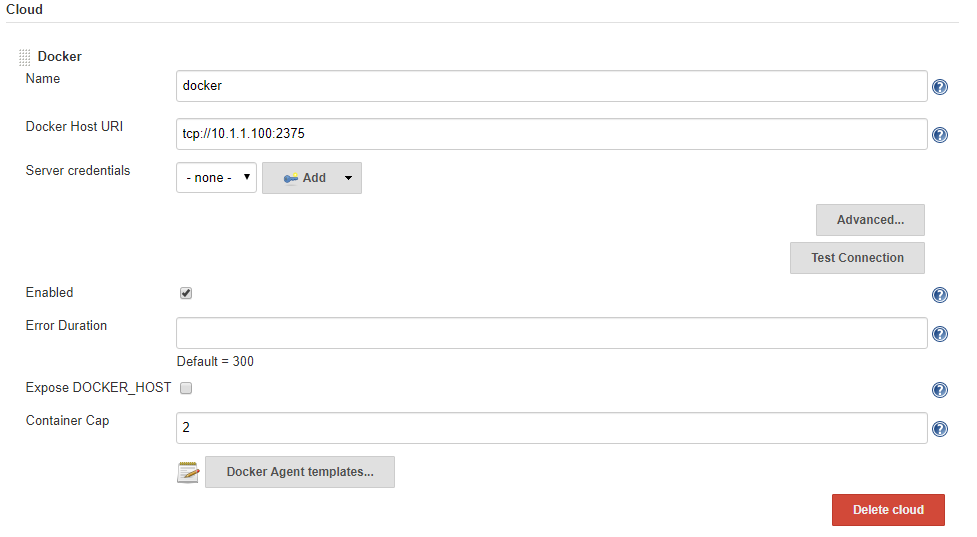 Cloud
Docker
Name
docker
Docker Host URI
tcp://10.1.1.100:2375
Server credentials
- none -
Add
Advanced...
Test Connection
Enabled
Error Duration
Default = 300
Expose DOCKER_HOST
Container Cap
2
Docker Agent templates...
Delete cloud